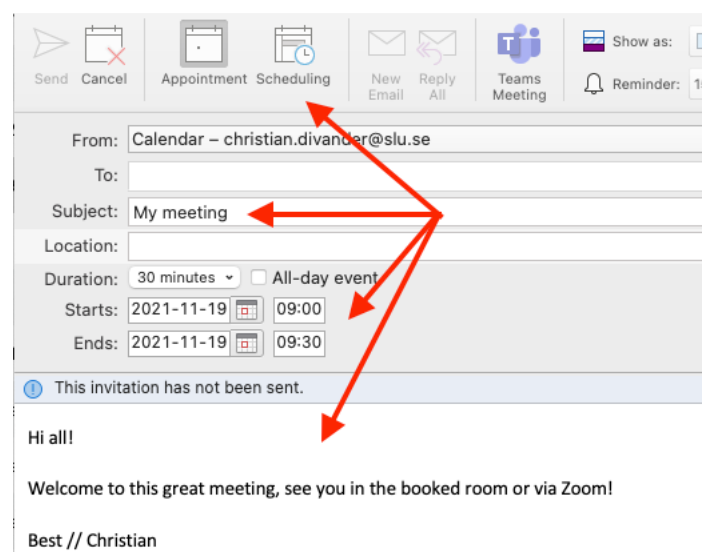 Send Cancel Appointment Scheduling New Email Reply All Teams Meeting Show as:
Reminder:
From: Calendar – christian.divander@slu.se
To:
Subject: My meeting
Location:
Duration: 30 minutes All-day event
Starts: 2021-11-19 09:00
Ends: 2021-11-19 09:30
This invitation has not been sent.
Hi all!
Welcome to this great meeting, see you in the booked room or via Zoom!
Best // Christian